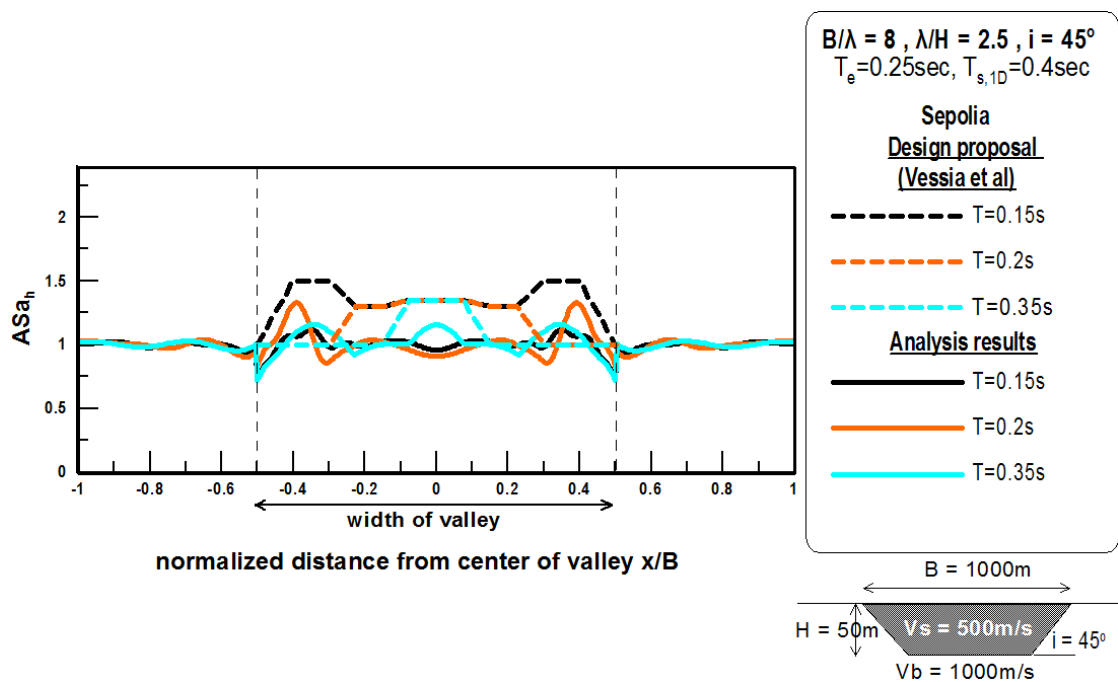 B/λ = 8 , λ/H = 2.5 , i = 45°
Te=0.25sec, Ts,1D=0.4sec
Sepolia
Design proposal
(Vessia et al)
T=0.15s
T=0.2s
T=0.35s
Analysis results
T=0.15s
T=0.2s
T=0.35s
ASah
2
1.5
1
0.5
0
-1
-0.8
-0.6
-0.4
-0.2
0
0.2
0.4
0.6
0.8
1
width of valley
normalized distance from center of valley x/B
B = 1000m
H = 50m
Vs = 500m/s
i = 45°
Vb = 1000m/s